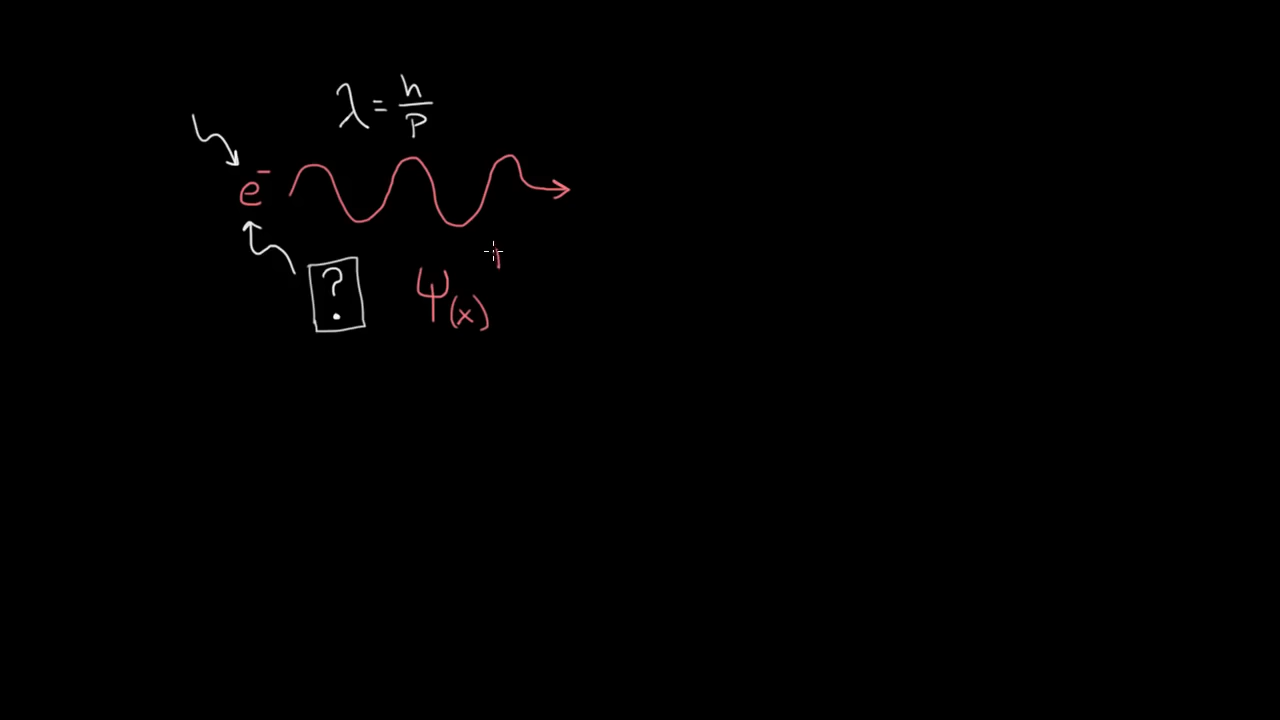 λ = h/p
e⁻
? Ψ(x)